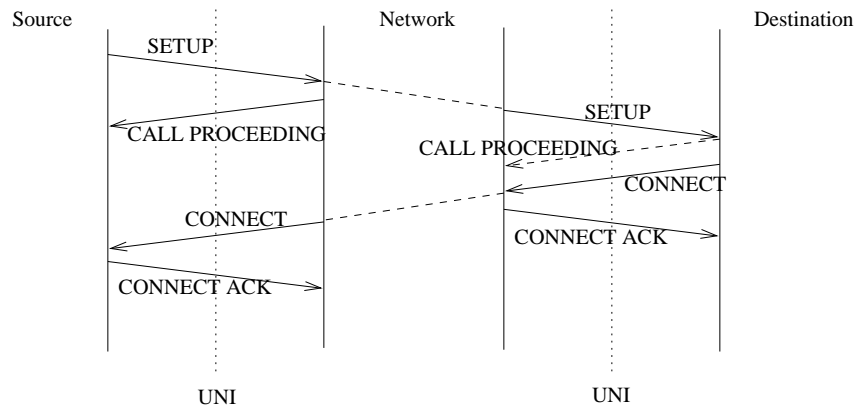 Source
Network
Destination
SETUP
SETUP
CALL PROCEEDING
CALL PROCEEDING
CONNECT
CONNECT
CONNECT ACK
CONNECT ACK
UNI
UNI